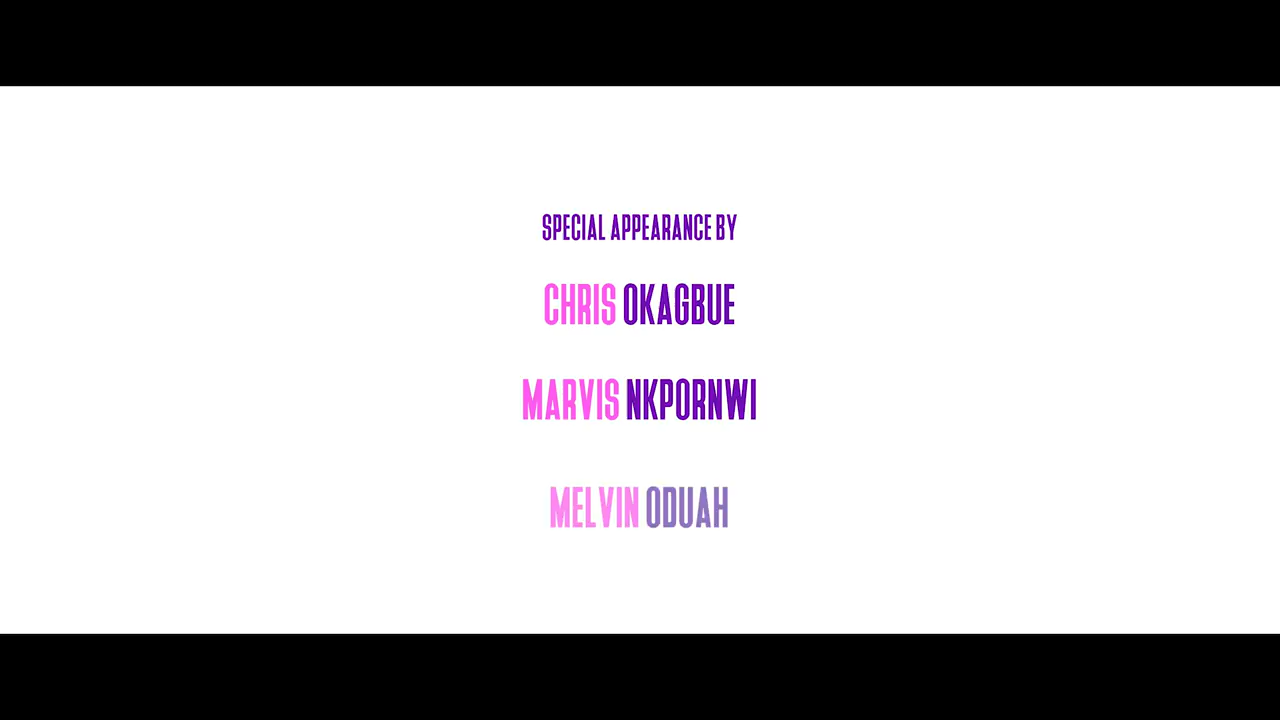 SPECIAL APPEARANCE BY
CHRIS OKAGBUE
MARVIS NKPORNWI
MELVIN ODUAH